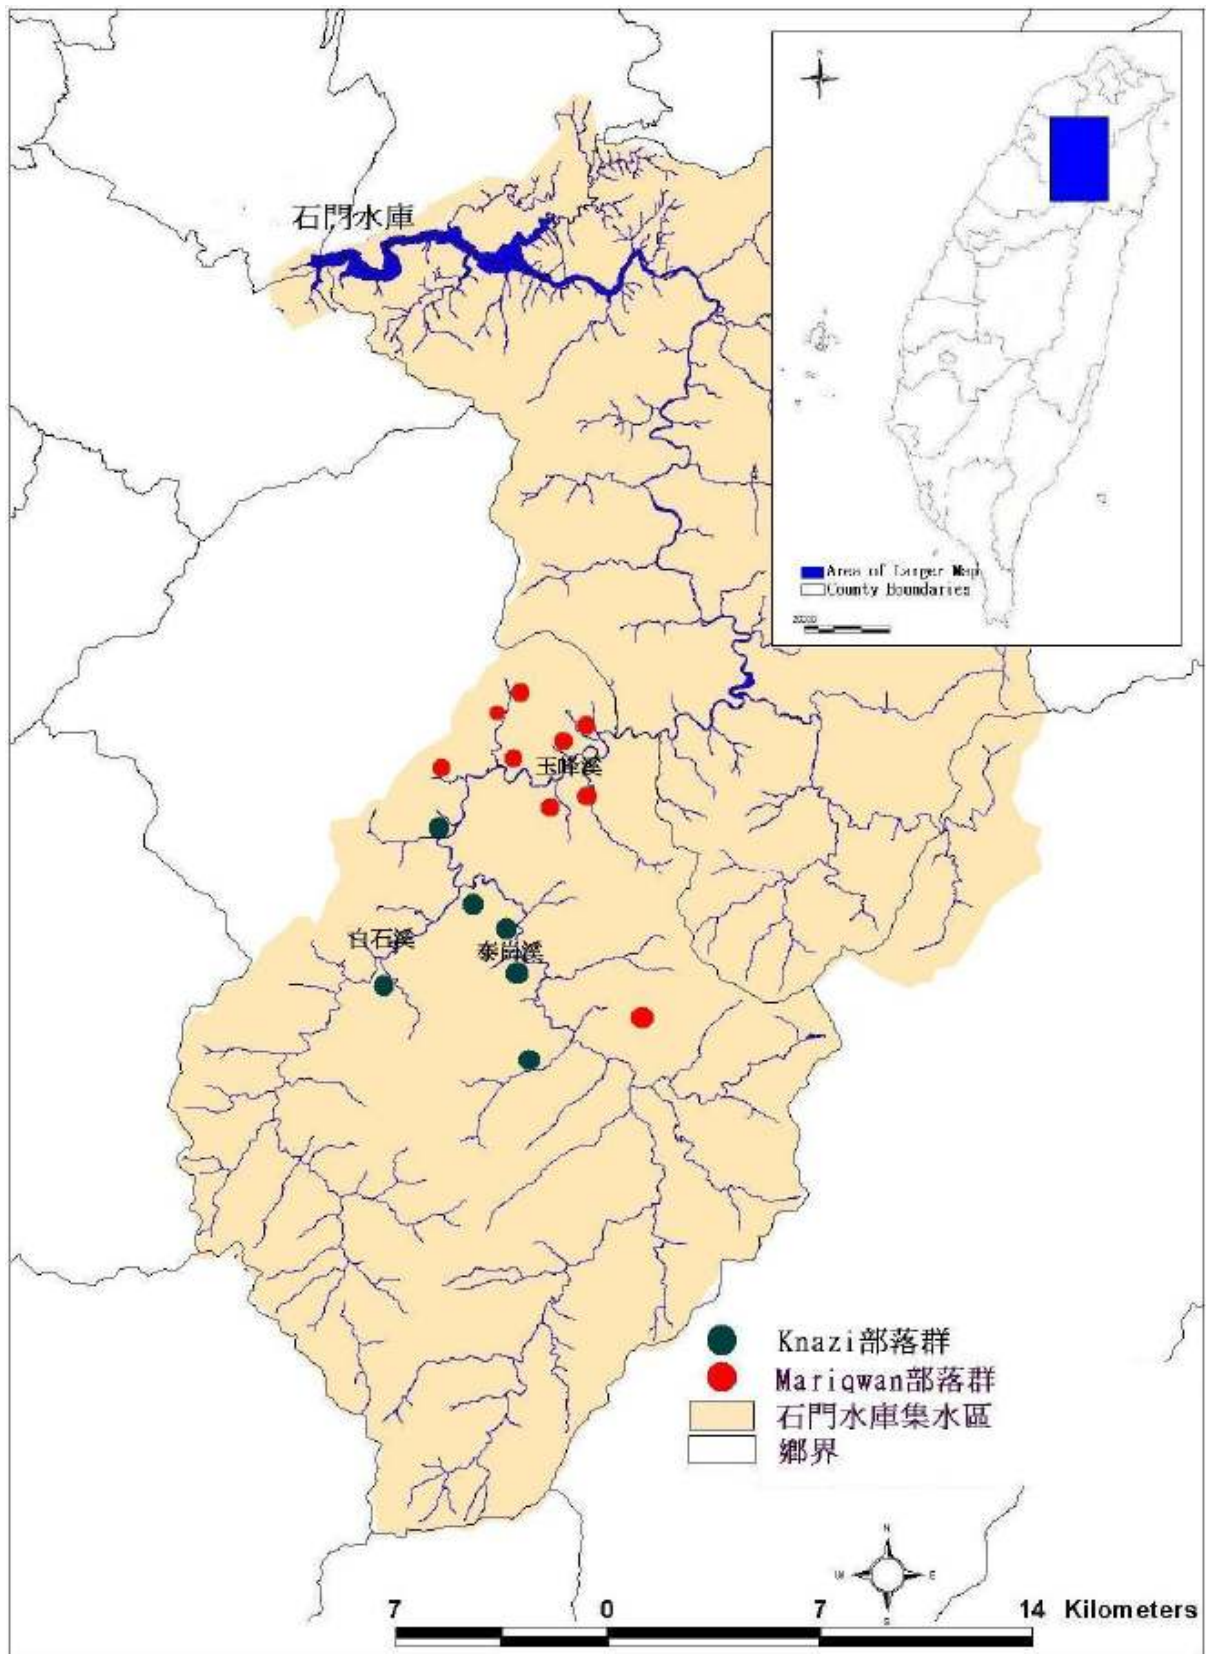 N
石門水庫
Area of Larger Map
County Boundaries
玉峰溪
白石溪
泰崗溪
Knazi部落群
Mariqwan部落群
石門水庫集水區
鄉界
N
W
E
S
7 0 7 14 Kilometers